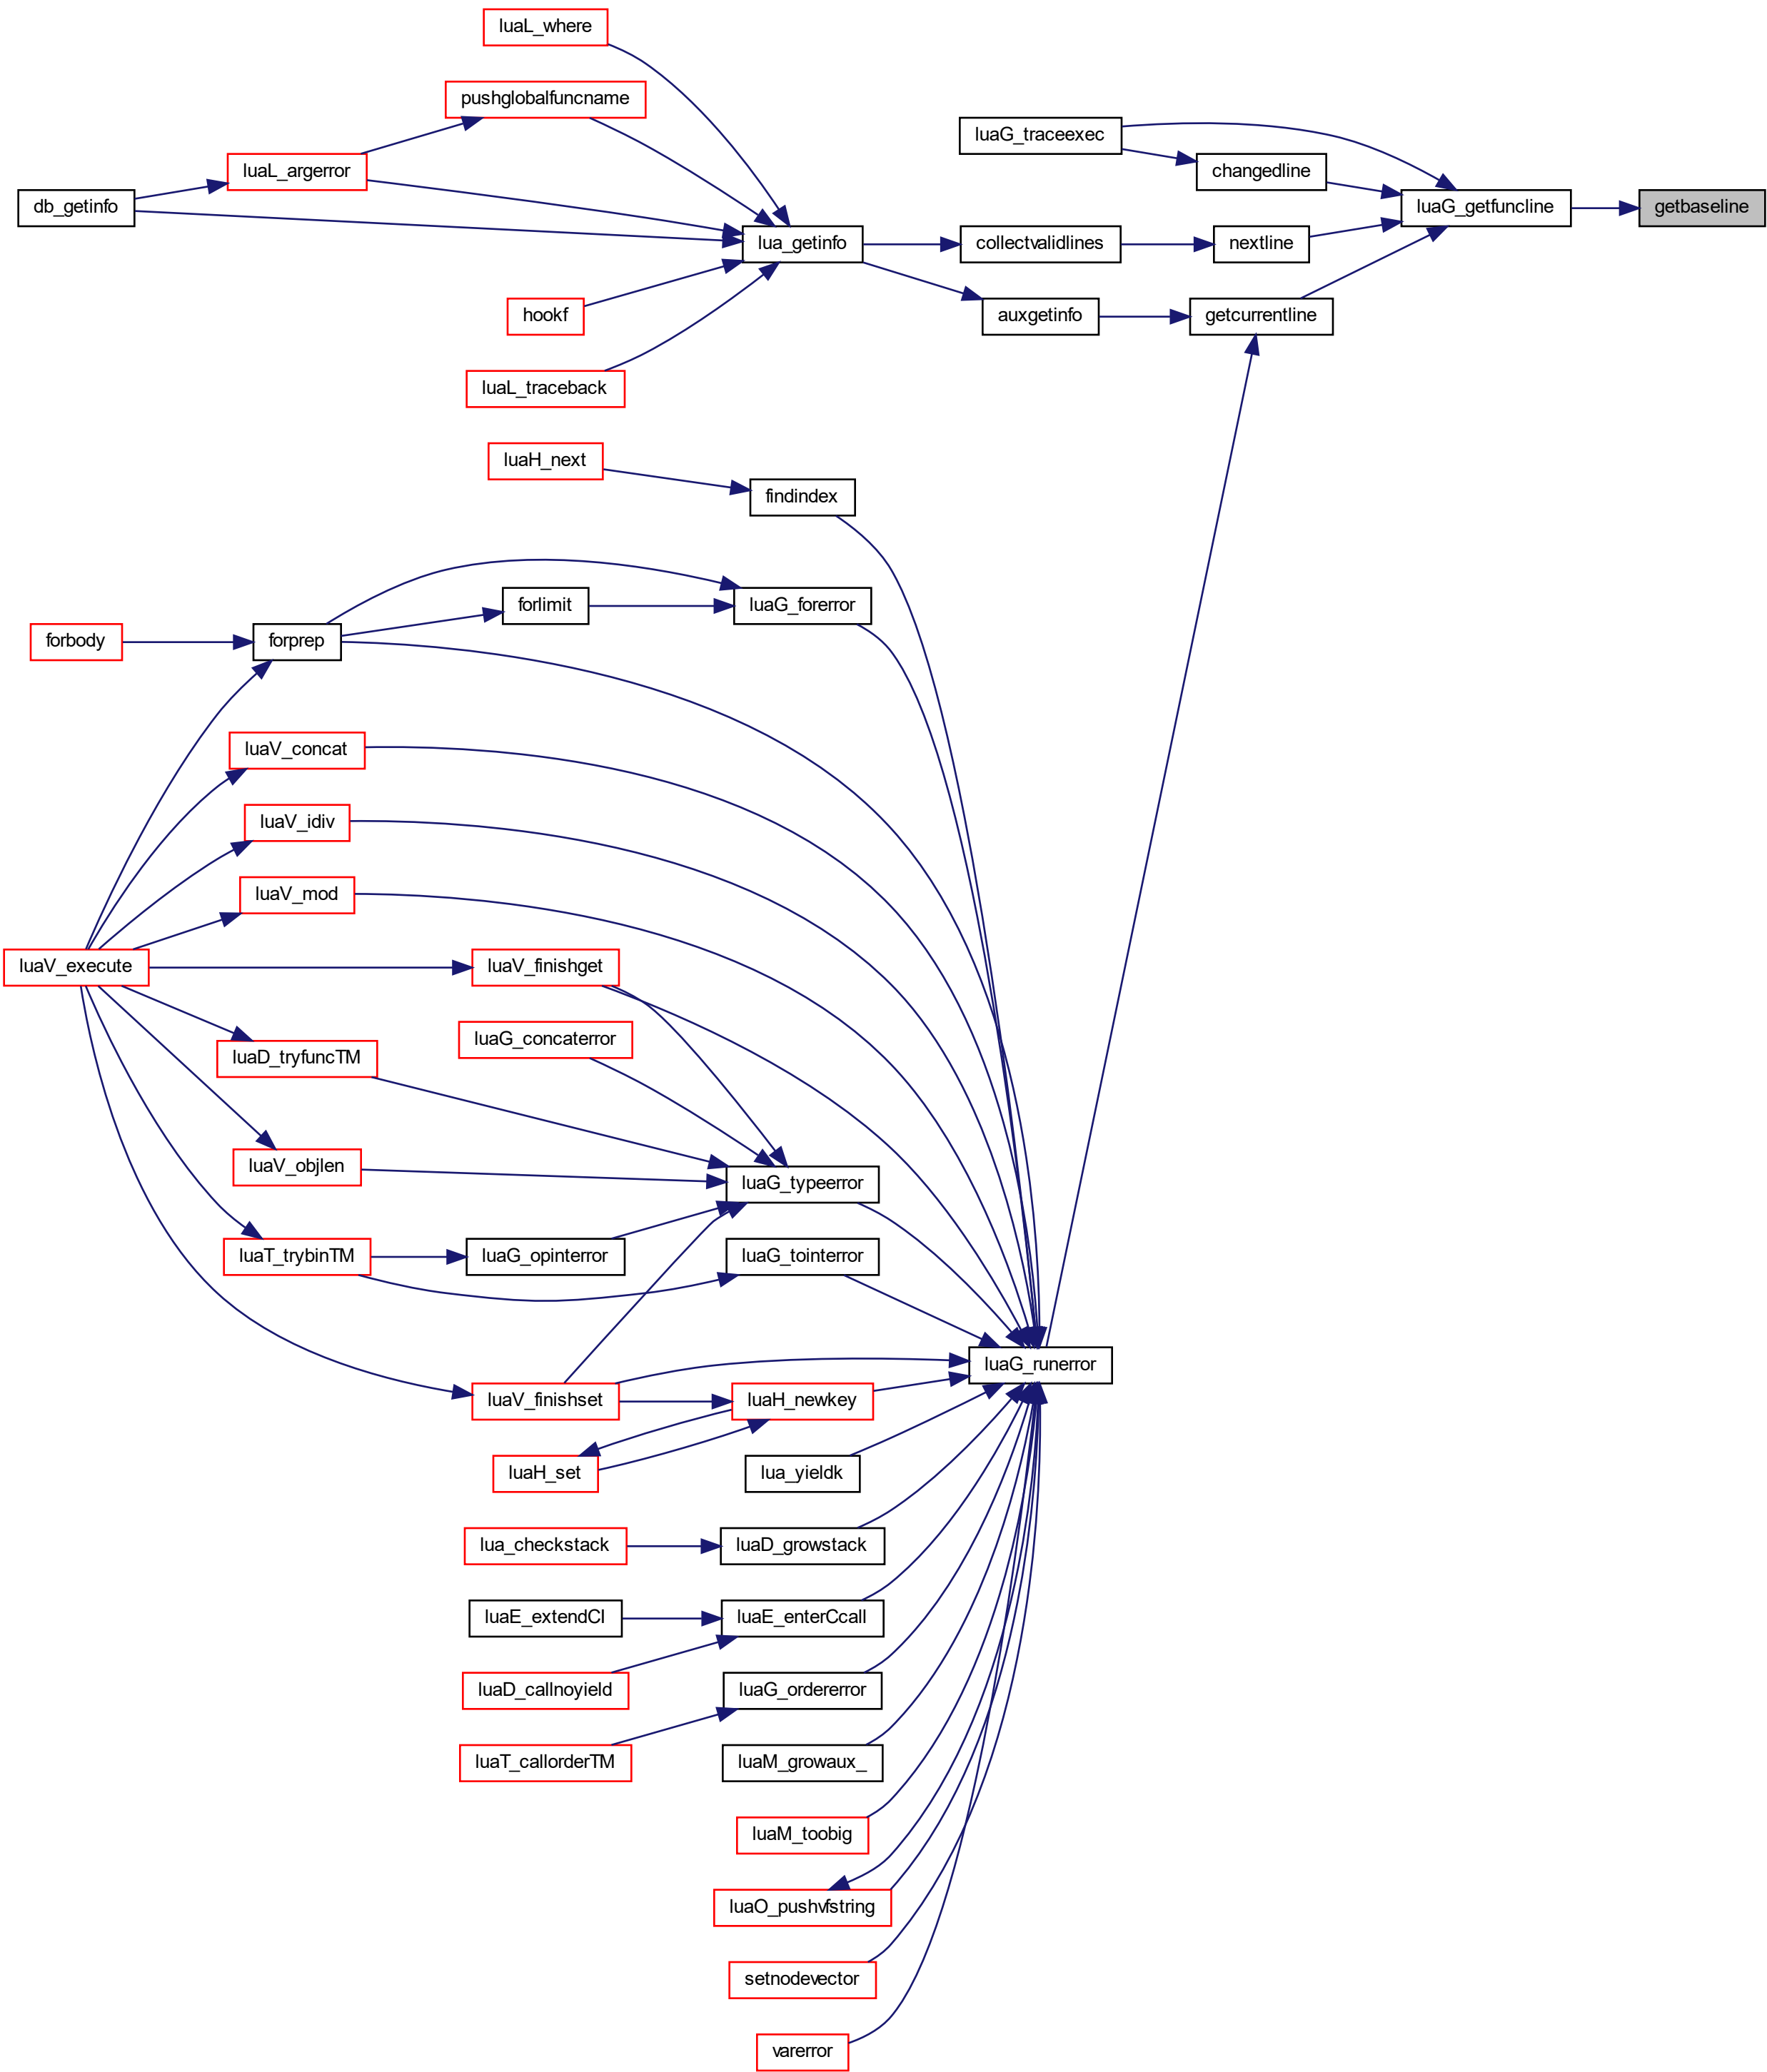 luaL_where
pushglobalfuncname
luaG_traceexec
luaL_argerror
changedline
db_getinfo
luaG_getfuncline
getbaseline
lua_getinfo
collectvalidlines
nextline
hookf
auxgetinfo
getcurrentline
luaL_traceback
luaH_next
findindex
forlimit
luaG_forerror
forbody
forprep
luaV_concat
luaV_idiv
luaV_mod
luaV_execute
luaV_finishget
luaG_concaterror
luaD_tryfuncTM
luaV_objlen
luaG_typeerror
luaT_trybinTM
luaG_opinterror
luaG_tointerror
luaG_runerror
luaV_finishset
luaH_newkey
luaH_set
lua_yieldk
lua_checkstack
luaD_growstack
luaE_extendCI
luaE_enterCcall
luaD_callnoyield
luaG_ordererror
luaT_callorderTM
luaM_growaux_
luaM_toobig
luaO_pushvfstring
setnodevector
varerror